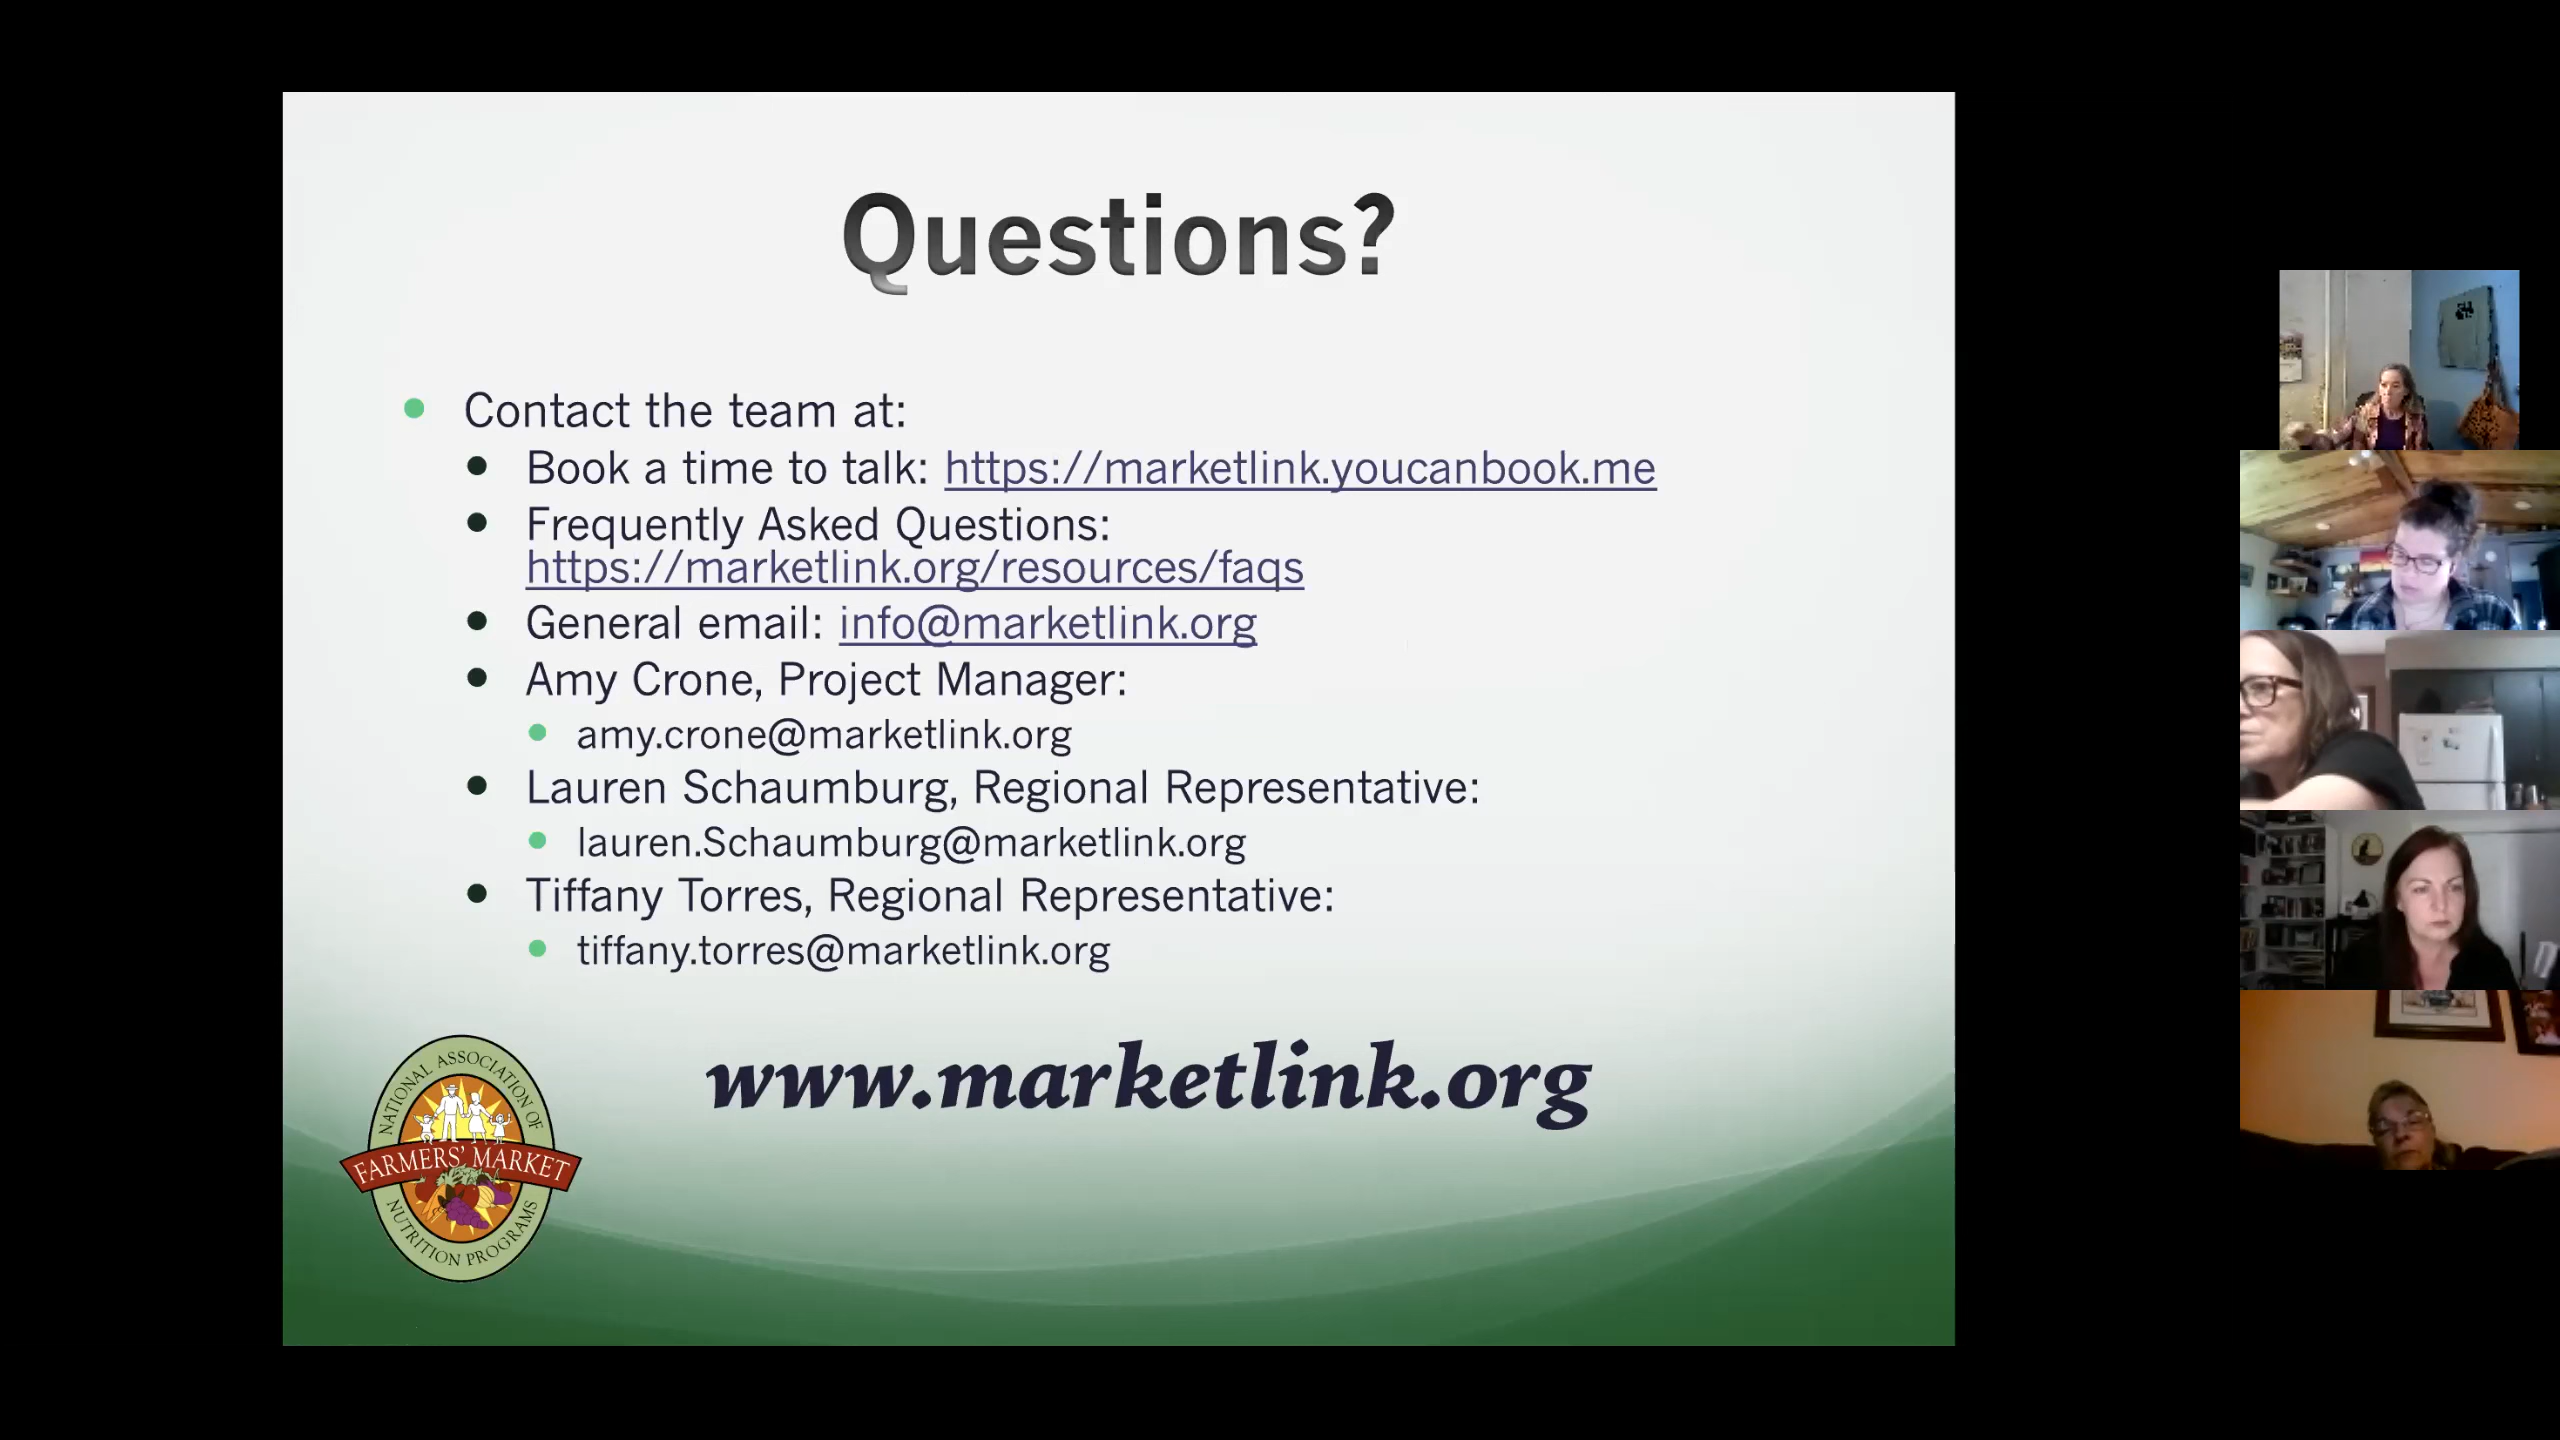 Questions?
Contact the team at:
Book a time to talk: https://marketlink.youcanbook.me
Frequently Asked Questions:
https://marketlink.org/resources/faqs
General email: info@marketlink.org
Amy Crone, Project Manager:
amy.crone@marketlink.org
Lauren Schaumburg, Regional Representative:
lauren.Schaumburg@marketlink.org
Tiffany Torres, Regional Representative:
tiffany.torres@marketlink.org
www.marketlink.org
NATIONAL ASSOCIATION OF
FARMERS' MARKET
NUTRITION PROGRAMS